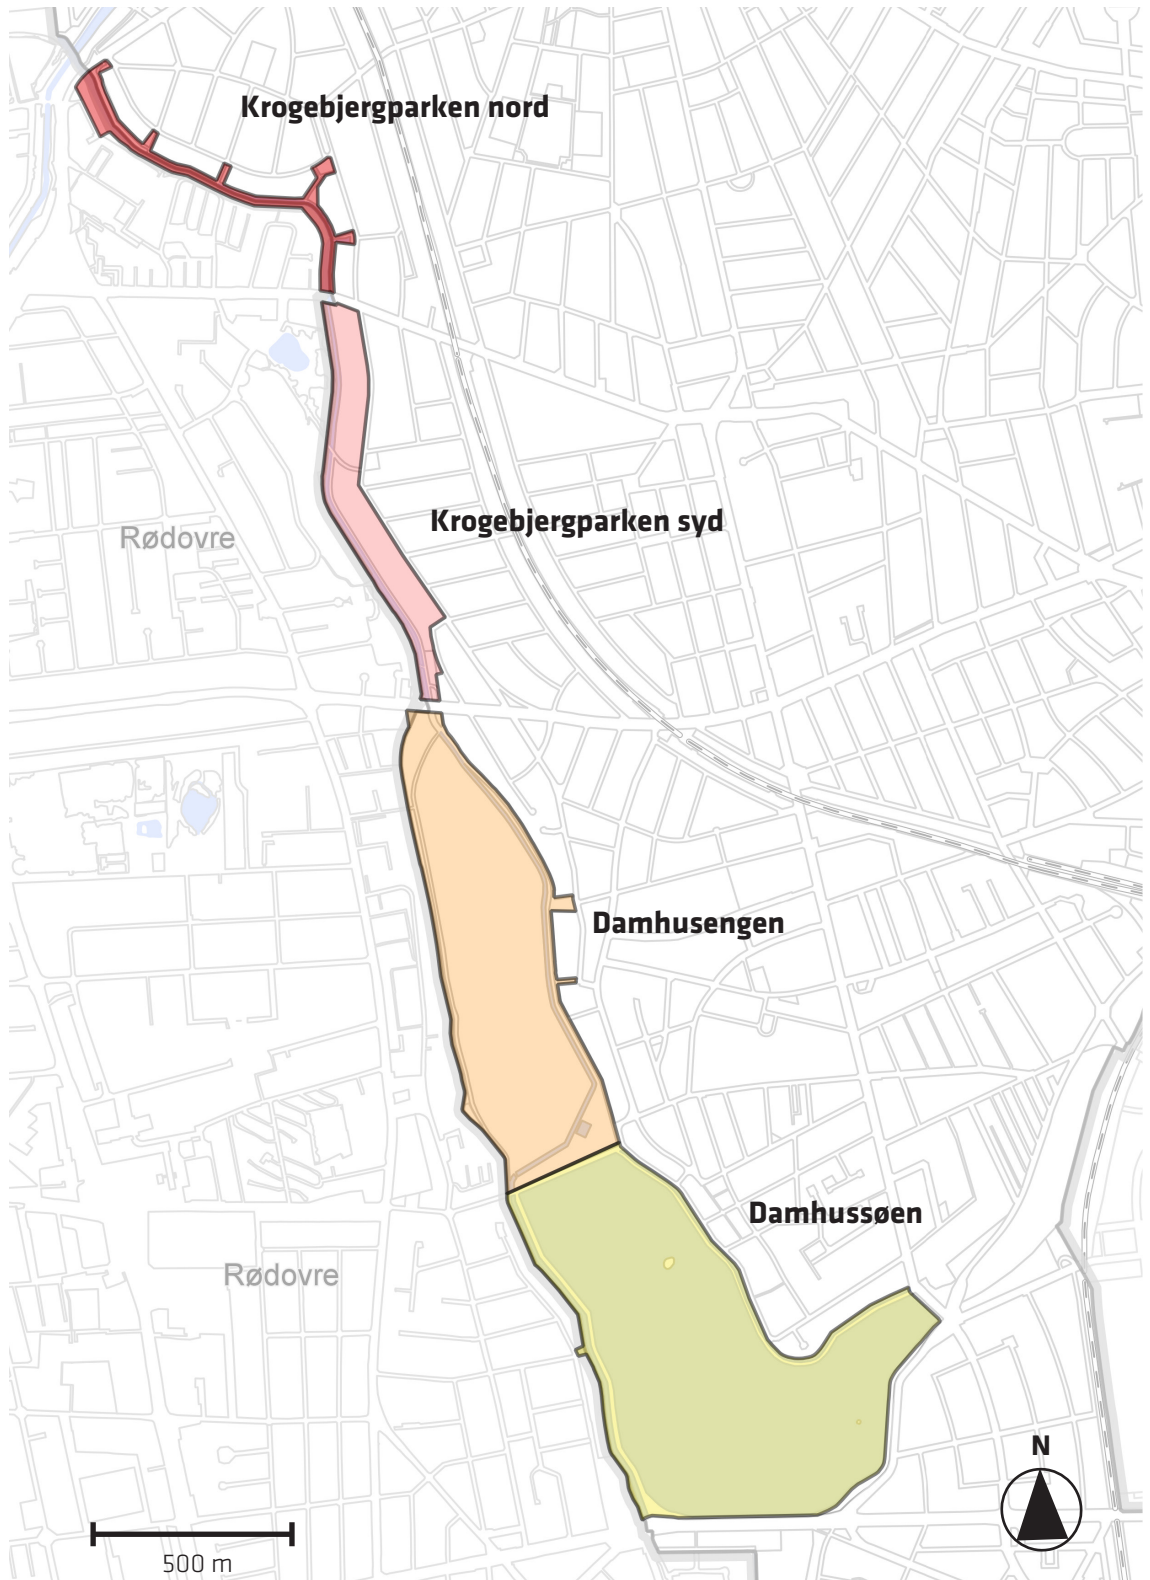 Krogebjergparken nord
Krogebjergparken syd
Rødovre
Damhusengen
Damhussøen
Rødovre
N
500 m